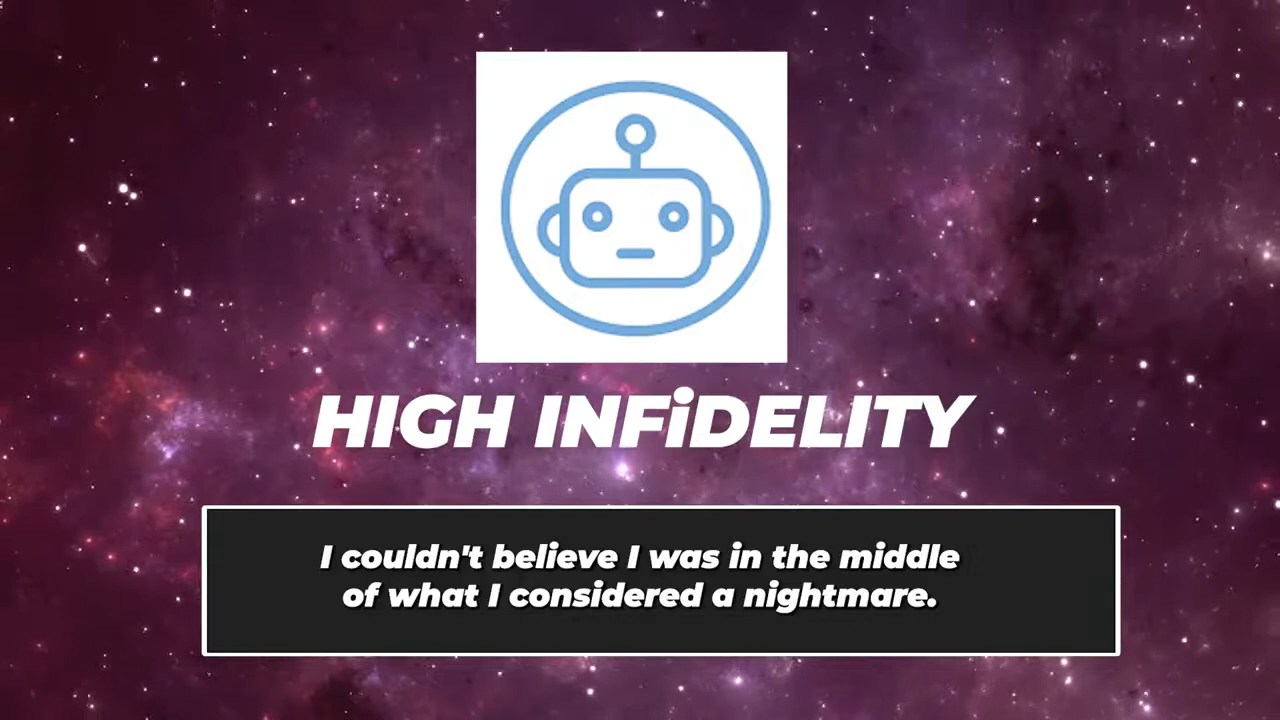 HIGH INFiDELITY
I couldn't believe I was in the middle
of what I considered a nightmare.